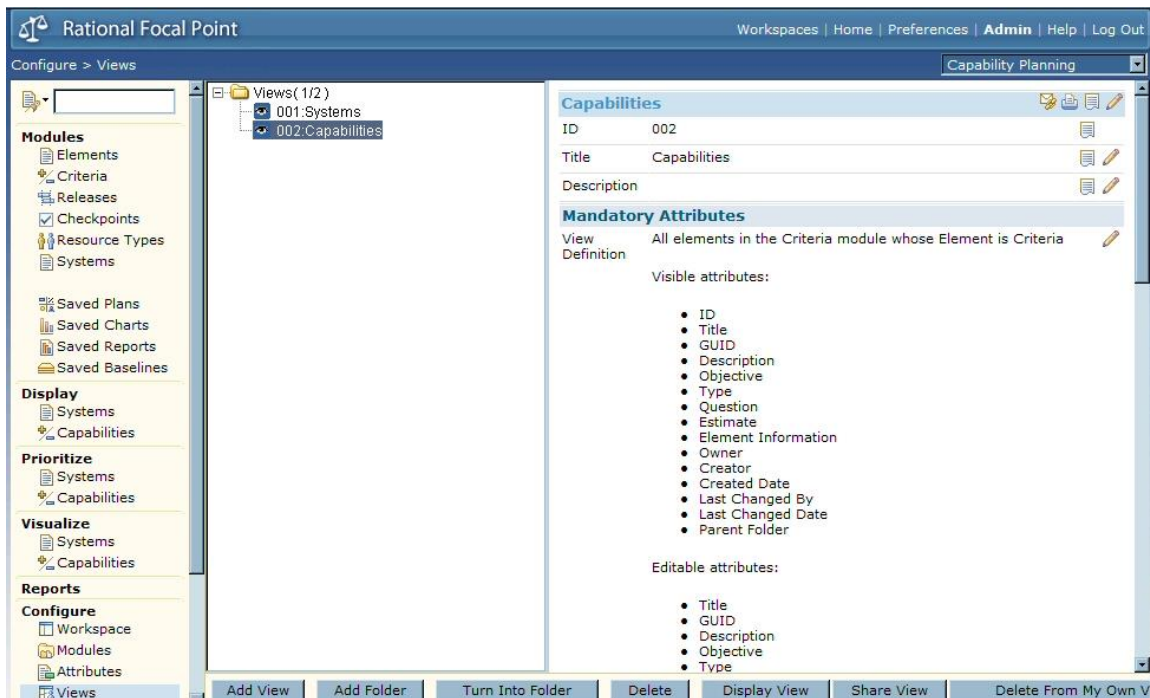 Rational Focal Point
Workspaces | Home | Preferences | Admin | Help | Log Out
Configure > Views
Capability Planning
Modules
Elements
Criteria
Releases
Checkpoints
Resource Types
Systems
Saved Plans
Saved Charts
Saved Reports
Saved Baselines
Display
Systems
Capabilities
Prioritize
Systems
Capabilities
Visualize
Systems
Capabilities
Reports
Configure
Workspace
Modules
Attributes
Views
Views(1/2)
001:Systems
002:Capabilities
Capabilities
ID 002
Title Capabilities
Description
Mandatory Attributes
View Definition All elements in the Criteria module whose Element is Criteria
Visible attributes:
ID
Title
GUID
Description
Objective
Type
Question
Estimate
Element Information
Owner
Creator
Created Date
Last Changed By
Last Changed Date
Parent Folder
Editable attributes:
Title
GUID
Description
Objective
Type
Add View Add Folder Turn Into Folder Delete Display View Share View Delete From My Own V